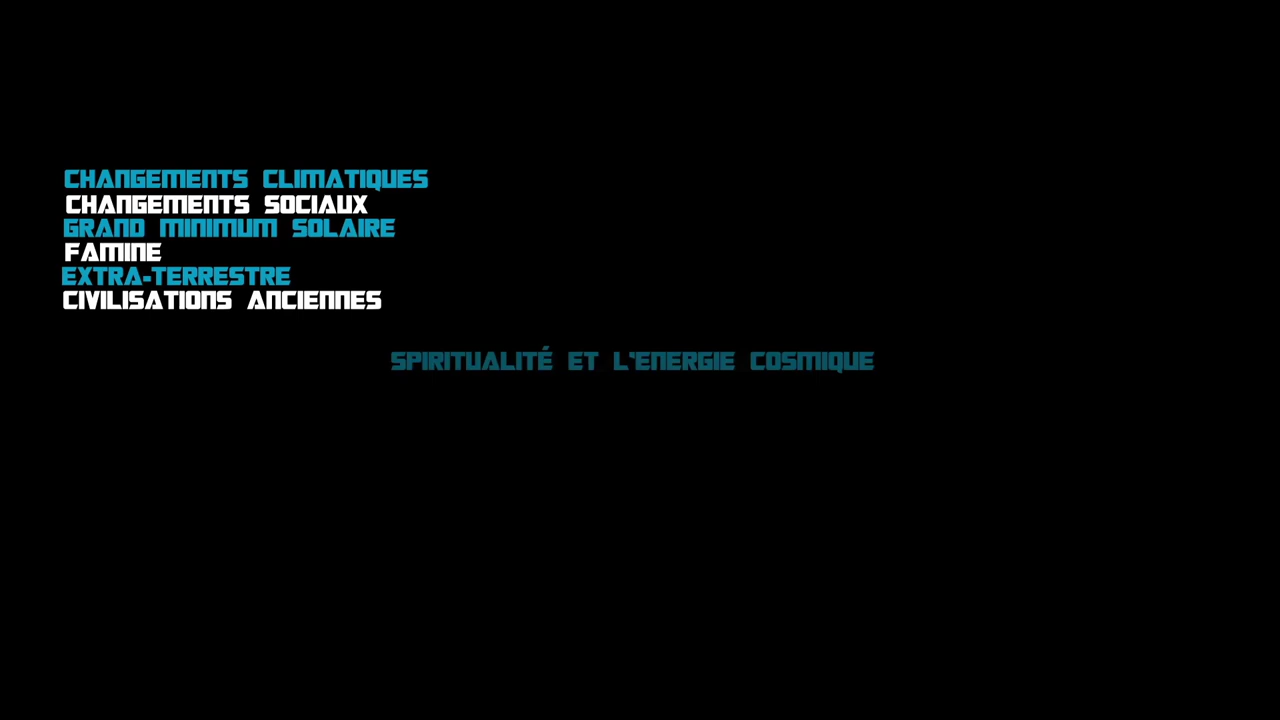 CHANGEMENTS CLIMATIQUES
CHANGEMENTS SOCIAUX
GRAND MINIMUM SOLAIRE
FAMINE
EXTRA-TERRESTRE
CIVILISATIONS ANCIENNES
SPIRITUALITÉ ET L'ENERGIE COSMIQUE